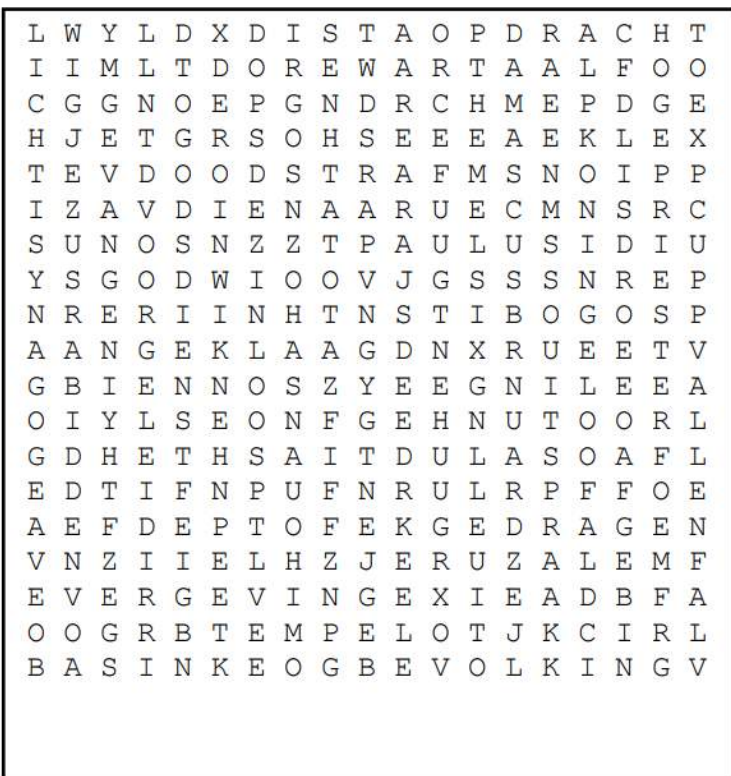 L W Y L D X D I S T A O P D R A C H T
I I M L T D O R E W A R T A A L F O O
C G G N O E P G N D R C H M E P D G E
H J E T G R S O H S E E E A E K L E X
T E V D O O D S T R A F M S N O I P P
I Z A V D I E N A A R U E C M N S R C
S U N O S N Z Z T P A U L U S I D I U
Y S G O D W I O O V J G S S S N R E P
N R E R I I N H T N S T I B O G O S P
A A N G E K L A A G D N X R U E E T V
G B I E N N O S Z Y E E G N I L E E A
O I Y L S E O N F G E H N U T O O R L
G D H E T H S A I T D U L A S O A F L
E D T I F N P U F N R U L R P F F O E
A E F D E P T O F E K G E D R A G E N
V N Z I I E L H Z J E R U Z A L E M F
E V E R G E V I N G E X I E A D B F A
O O G R B T E M P E L O T J K C I R L
B A S I N K E O G B E V O L K I N G V